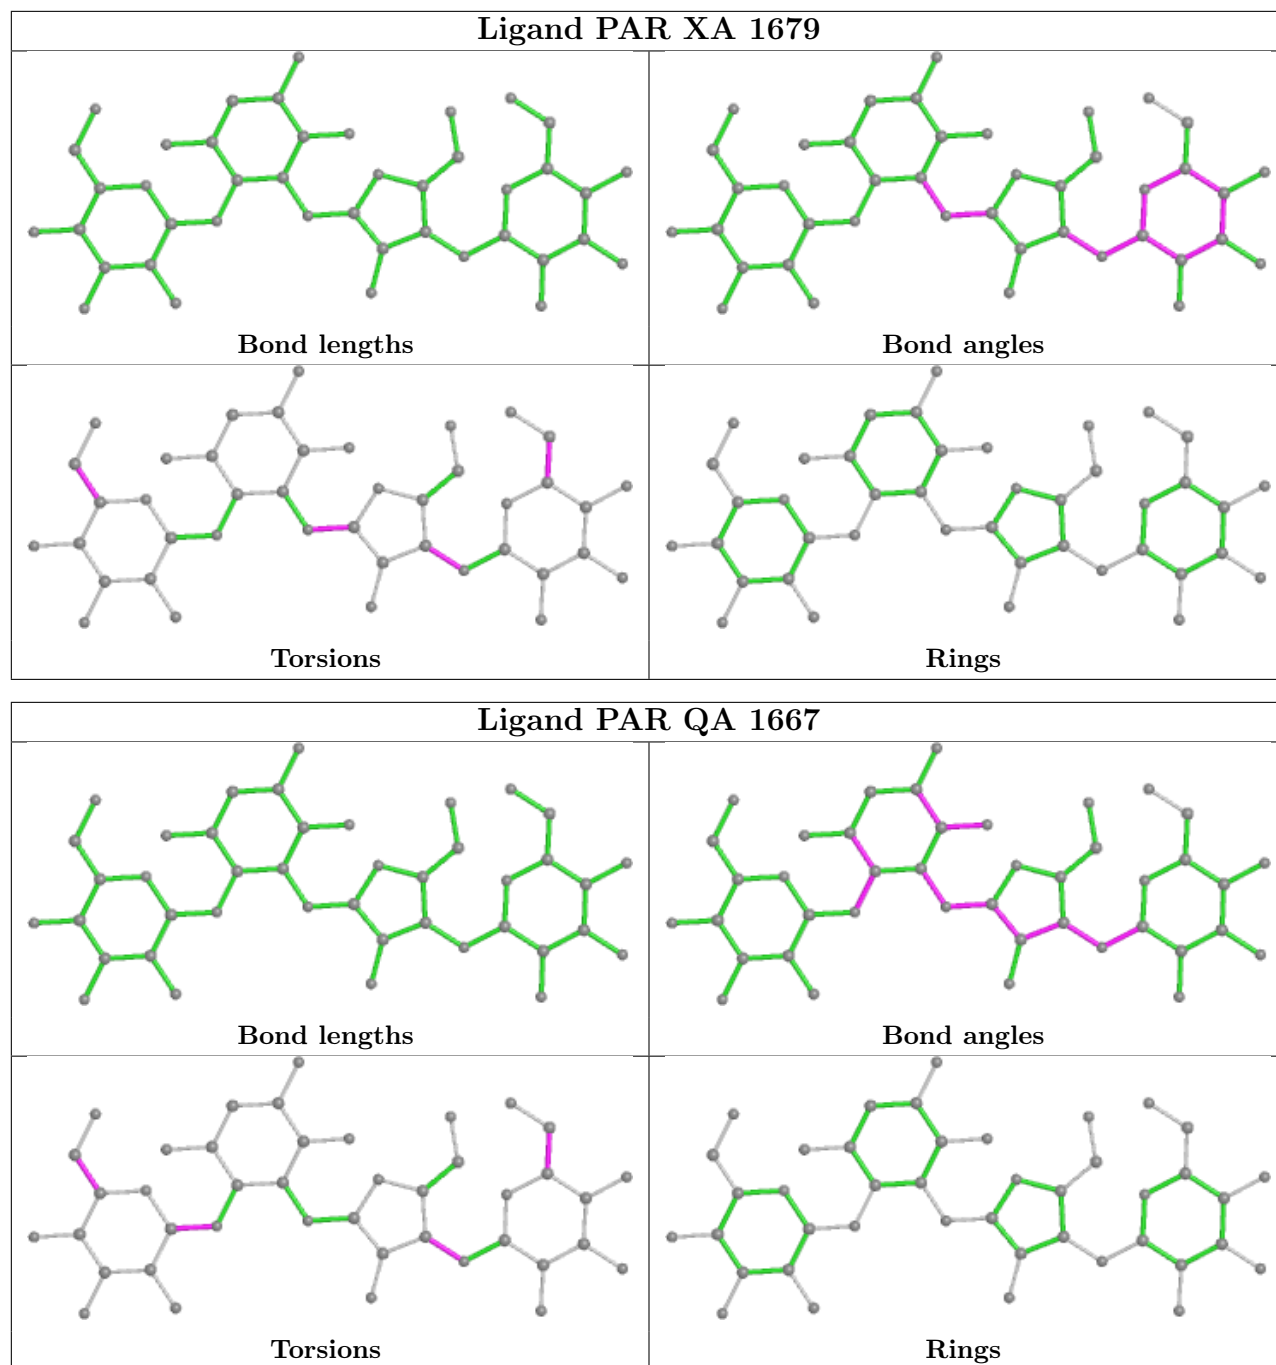 Ligand PAR XA 1679
Bond lengths
Bond angles
Torsions
Rings
Ligand PAR QA 1667
Bond lengths
Bond angles
Torsions
Rings